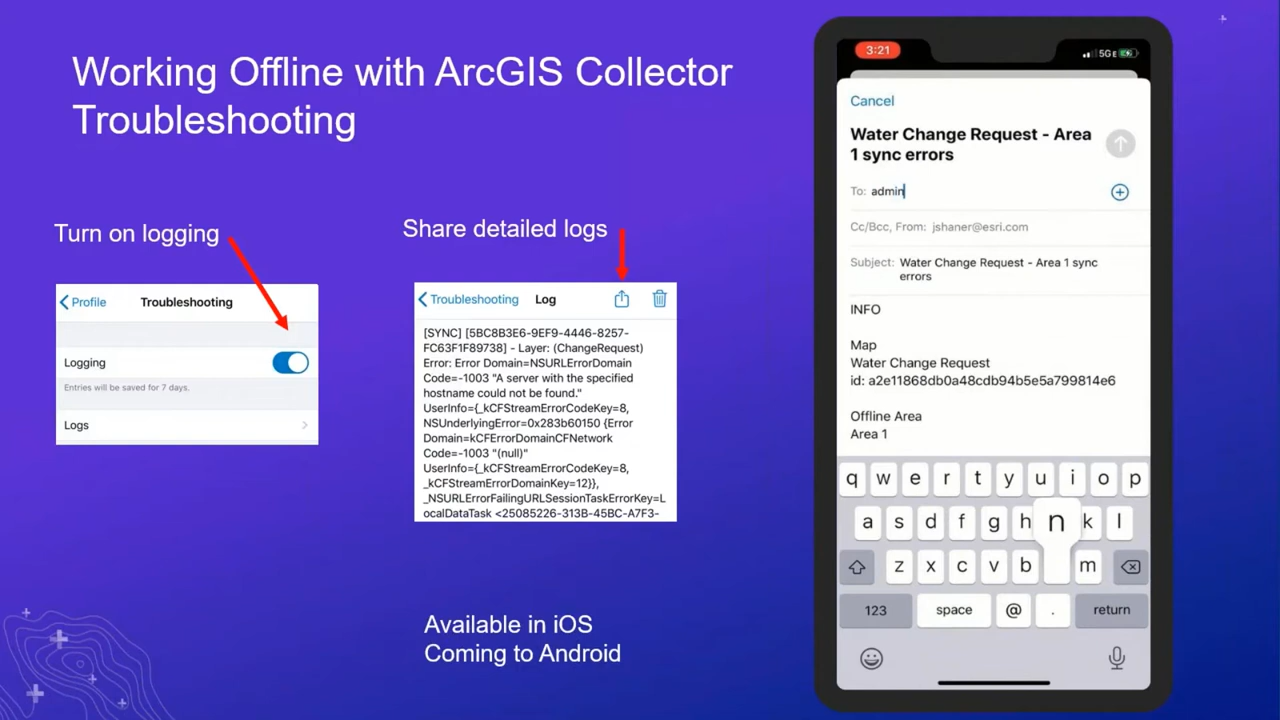 Working Offline with ArcGIS Collector
Troubleshooting
Turn on logging
Profile
Troubleshooting
Logging
Entries will be saved for 7 days.
Logs
Share detailed logs
Troubleshooting
Log
[SYNC] [5BC8B3E6-9EF9-4446-8257-
FC63F1F89738] - Layer: (ChangeRequest)
Error: Error Domain=NSURLErrorDomain
Code=-1003 "A server with the specified
hostname could not be found."
UserInfo={_kCFStreamErrorCodeKey=8,
NSUnderlyingError=0x283b60150 {Error
Domain=kCFErrorDomainCFNetwork
Code=-1003 "(null)"
UserInfo={_kCFStreamErrorCodeKey=8,
_kCFStreamErrorDomainKey=12}},
_NSURLErrorFailingURLSessionTaskErrorKey=L
ocalDataTask <25085226-313B-45BC-A7F3-
Available in iOS
Coming to Android
3:21
5GE
Cancel
Water Change Request - Area
1 sync errors
To: admin
Cc/Bcc, From: jshaner@esri.com
Subject: Water Change Request - Area 1 sync
errors
INFO
Map
Water Change Request
id: a2e11868db0a48cdb94b5e5a799814e6
Offline Area
Area 1
q w e r t y u i o p
a s d f g h n k l
z x c v b m
123 space @ . return